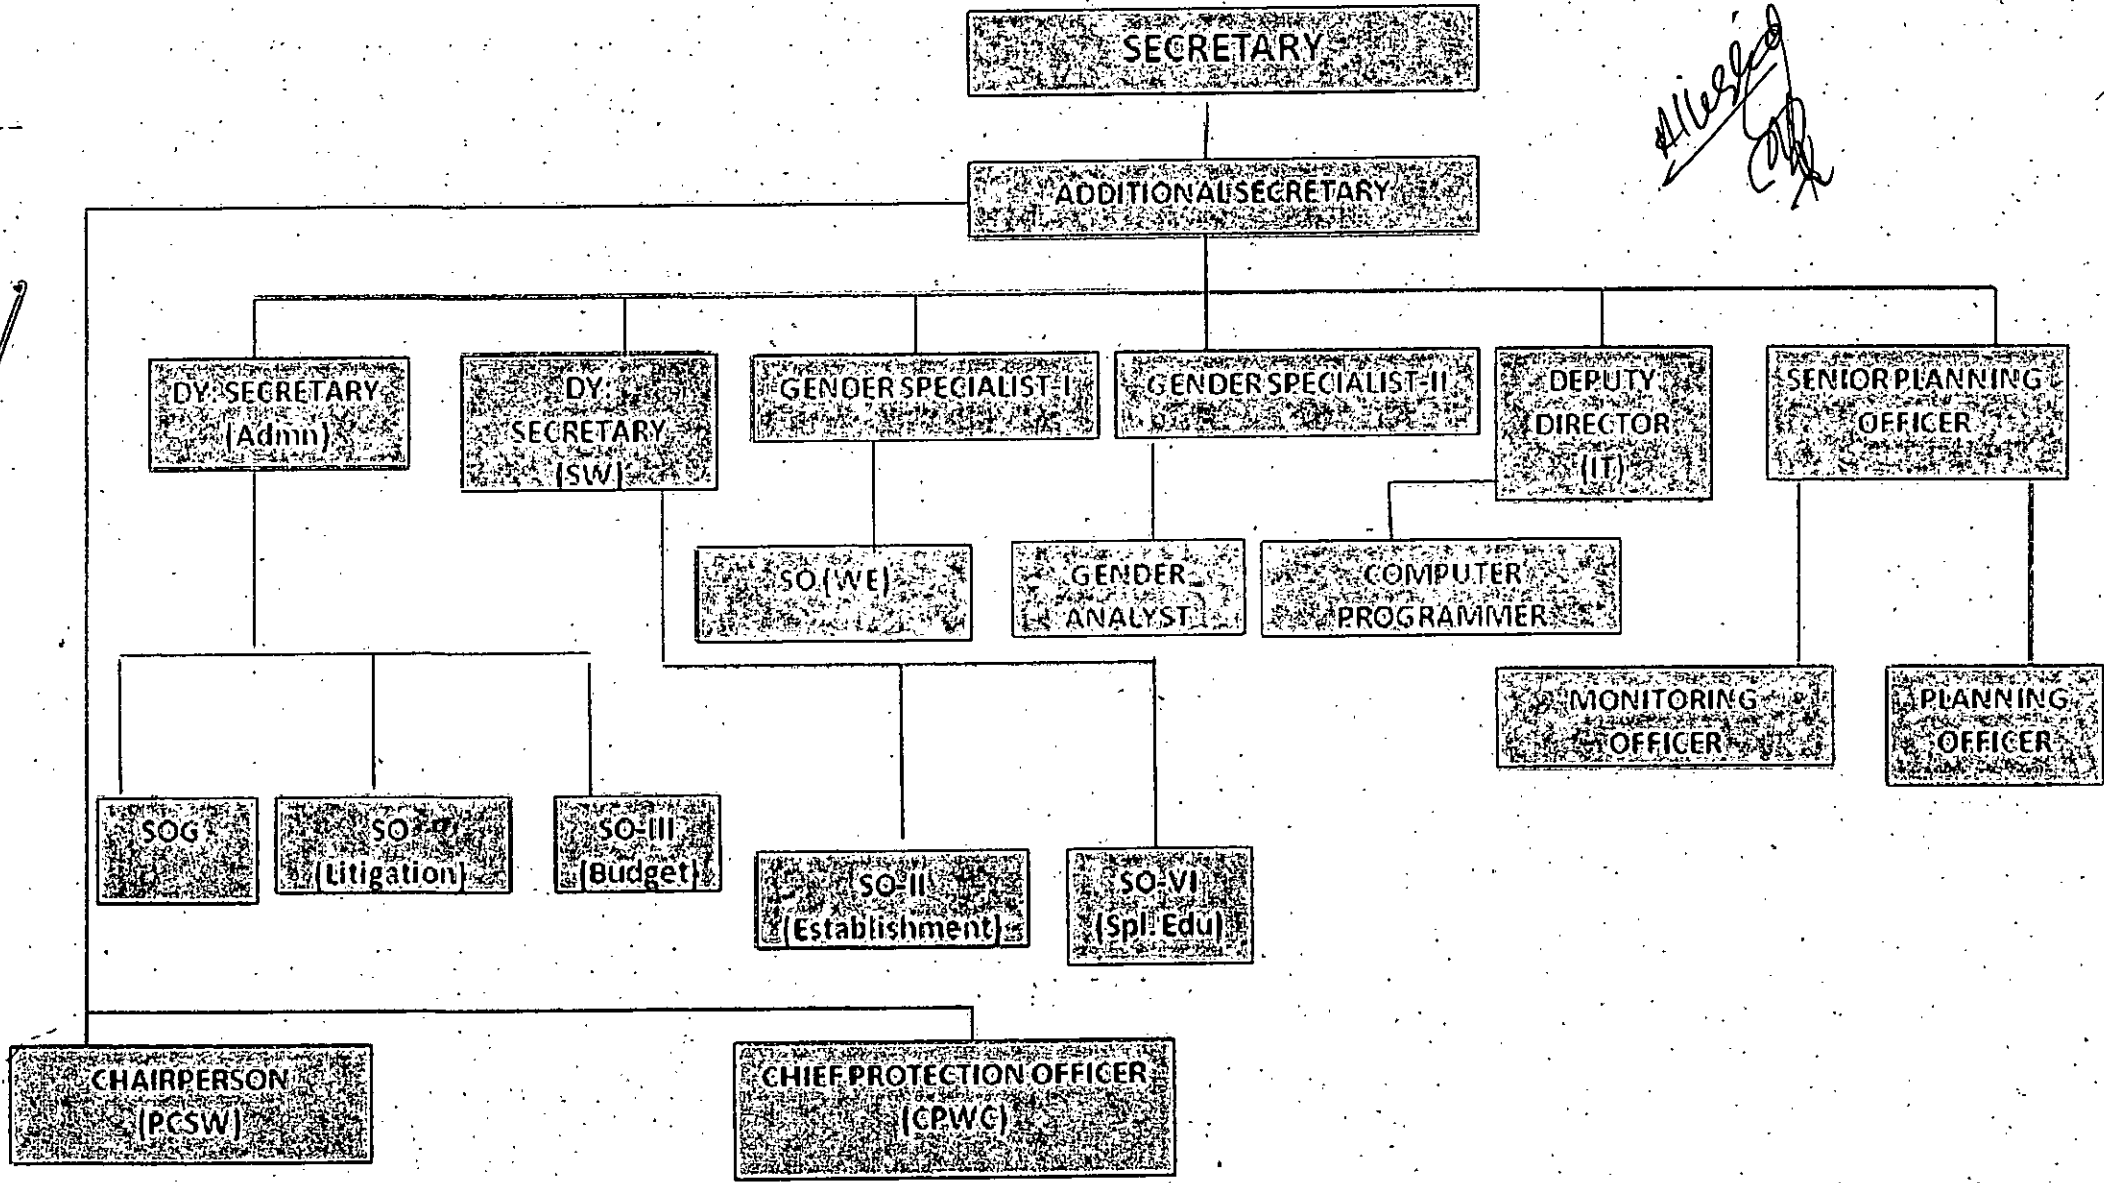 SECRETARY
Attested
ADDITIONAL SECRETARY
DY: SECRETARY
(Admn)
DY:
SECRETARY
(SW)
GENDER SPECIALIST-I
GENDER SPECIALIST-II
DEPUTY
DIRECTOR
(IT)
SENIOR PLANNING
OFFICER
SO (WE)
GENDER
ANALYST
COMPUTER
PROGRAMMER
MONITORING
OFFICER
PLANNING
OFFICER
SOG
SO
(Litigation)
SO-III
(Budget)
SO-II
(Establishment)
SO-VI
(Spl. Edu)
CHAIRPERSON
(PCSW)
CHIEF PROTECTION OFFICER
(CPWC)